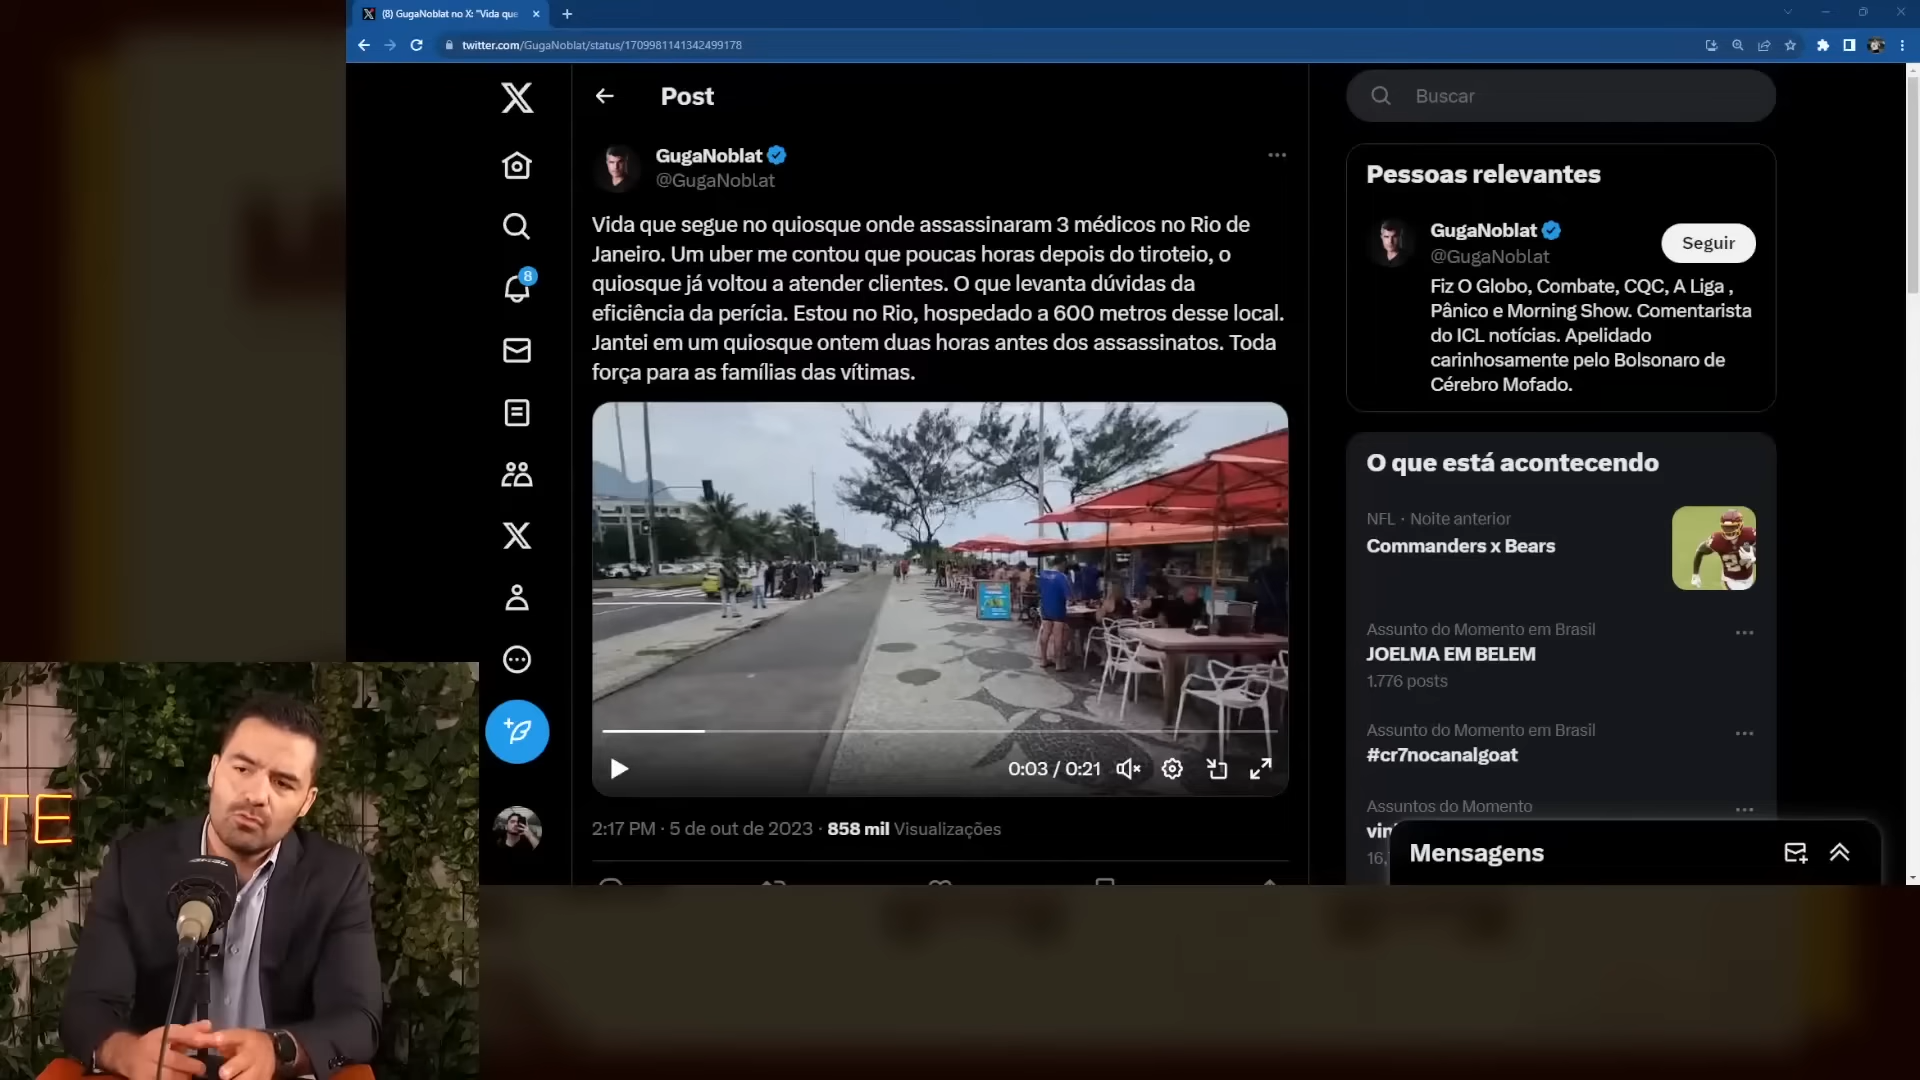 (8) GugaNoblat no X: "Vida que
twitter.com/GugaNoblat/status/1709981141342499178
Post
GugaNoblat
@GugaNoblat
Vida que segue no quiosque onde assassinaram 3 médicos no Rio de
Janeiro. Um uber me contou que poucas horas depois do tiroteio, o
quiosque já voltou a atender clientes. O que levanta dúvidas da
eficiência da perícia. Estou no Rio, hospedado a 600 metros desse local.
Jantei em um quiosque ontem duas horas antes dos assassinatos. Toda
força para as famílias das vítimas.
0:03 / 0:21
2:17 PM · 5 de out de 2023 · 858 mil Visualizações
8
Buscar
Pessoas relevantes
GugaNoblat
@GugaNoblat
Seguir
Fiz O Globo, Combate, CQC, A Liga ,
Pânico e Morning Show. Comentarista
do ICL notícias. Apelidado
carinhosamente pelo Bolsonaro de
Cérebro Mofado.
O que está acontecendo
NFL · Noite anterior
Commanders x Bears
Assunto do Momento em Brasil
JOELMA EM BELEM
1.776 posts
Assunto do Momento em Brasil
#cr7nocanalgoat
Assuntos do Momento
Mensagens
TE